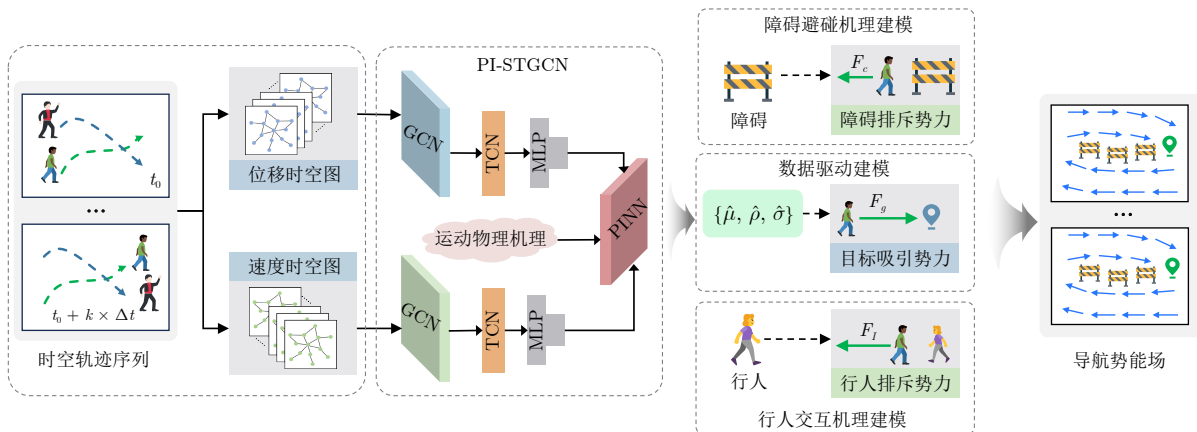 t₀
...
t₀ + k × Δt
时空轨迹序列
位移时空图
速度时空图
PI-STGCN
GCN
TCN
MLP
运动物理机理
PINN
GCN
TCN
MLP
障碍避碰机理建模
障碍
F_c
障碍排斥势力
数据驱动建模
{μ̂, ρ̂, σ̂}
F_g
目标吸引势力
行人
F_I
行人排斥势力
行人交互机理建模
...
导航势能场